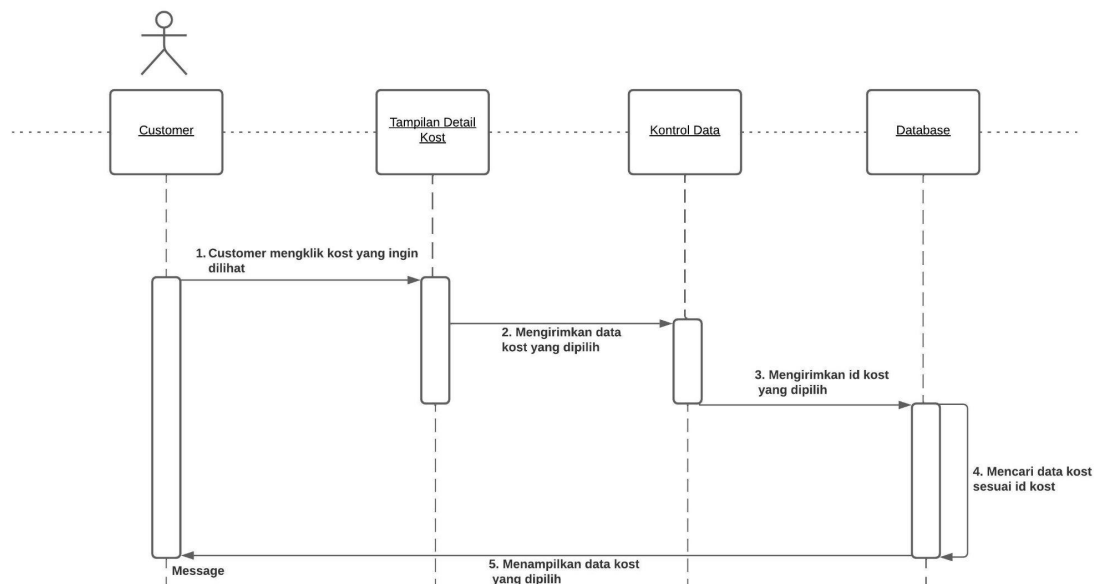 Customer
Tampilan Detail
Kost
Kontrol Data
Database
1. Customer mengklik kost yang ingin
dilihat
2. Mengirimkan data
kost yang dipilih
3. Mengirimkan id kost
yang dipilih
4. Mencari data kost
sesuai id kost
Message
5. Menampilkan data kost
yang dipilih